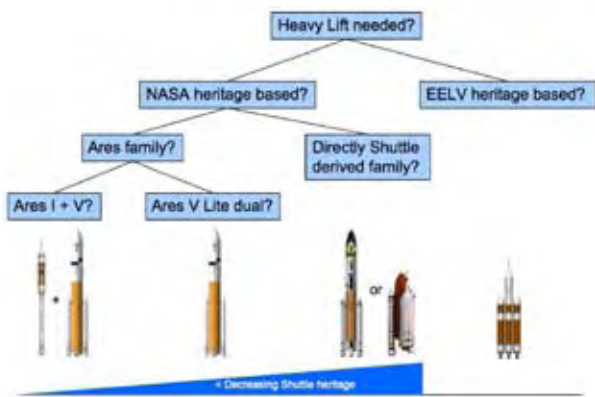 Heavy Lift needed?
NASA heritage based?
EELV heritage based?
Ares family?
Directly Shuttle
derived family?
Ares I + V?
Ares V Lite dual?
+
or
+ Decreasing Shuttle heritage